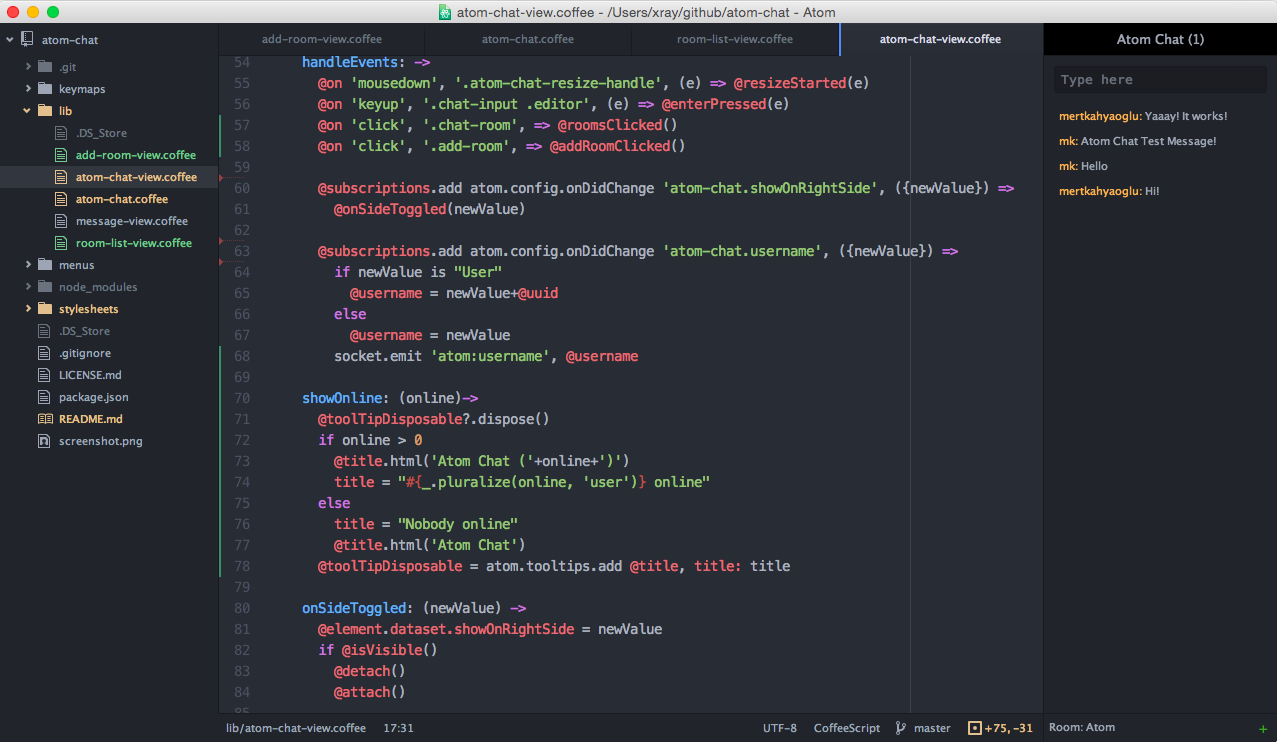 atom-chat-view.coffee - /Users/xray/github/atom-chat - Atom
atom-chat
.git
keymaps
lib
.DS_Store
add-room-view.coffee
atom-chat-view.coffee
atom-chat.coffee
message-view.coffee
room-list-view.coffee
menus
node_modules
stylesheets
.DS_Store
.gitignore
LICENSE.md
package.json
README.md
screenshot.png
add-room-view.coffee atom-chat.coffee room-list-view.coffee atom-chat-view.coffee
54 handleEvents: ->
55 @on 'mousedown', '.atom-chat-resize-handle', (e) => @resizeStarted(e)
56 @on 'keyup', '.chat-input .editor', (e) => @enterPressed(e)
57 @on 'click', '.chat-room', => @roomsClicked()
58 @on 'click', '.add-room', => @addRoomClicked()
59
60 @subscriptions.add atom.config.onDidChange 'atom-chat.showOnRightSide', ({newValue}) =>
61 @onSideToggled(newValue)
62
63 @subscriptions.add atom.config.onDidChange 'atom-chat.username', ({newValue}) =>
64 if newValue is "User"
65 @username = newValue+@uuid
66 else
67 @username = newValue
68 socket.emit 'atom:username', @username
69
70 showOnline: (online)->
71 @toolTipDisposable?.dispose()
72 if online > 0
73 @title.html('Atom Chat ('+online+')')
74 title = "#{_.pluralize(online, 'user')} online"
75 else
76 title = "Nobody online"
77 @title.html('Atom Chat')
78 @toolTipDisposable = atom.tooltips.add @title, title: title
79
80 onSideToggled: (newValue) ->
81 @element.dataset.showOnRightSide = newValue
82 if @isVisible()
83 @detach()
84 @attach()
85
Atom Chat (1)
Type here
mertkahyaoglu: Yaaay! It works!
mk: Atom Chat Test Message!
mk: Hello
mertkahyaoglu: Hi!
lib/atom-chat-view.coffee 17:31 UTF-8 CoffeeScript master +75, -31
Room: Atom +